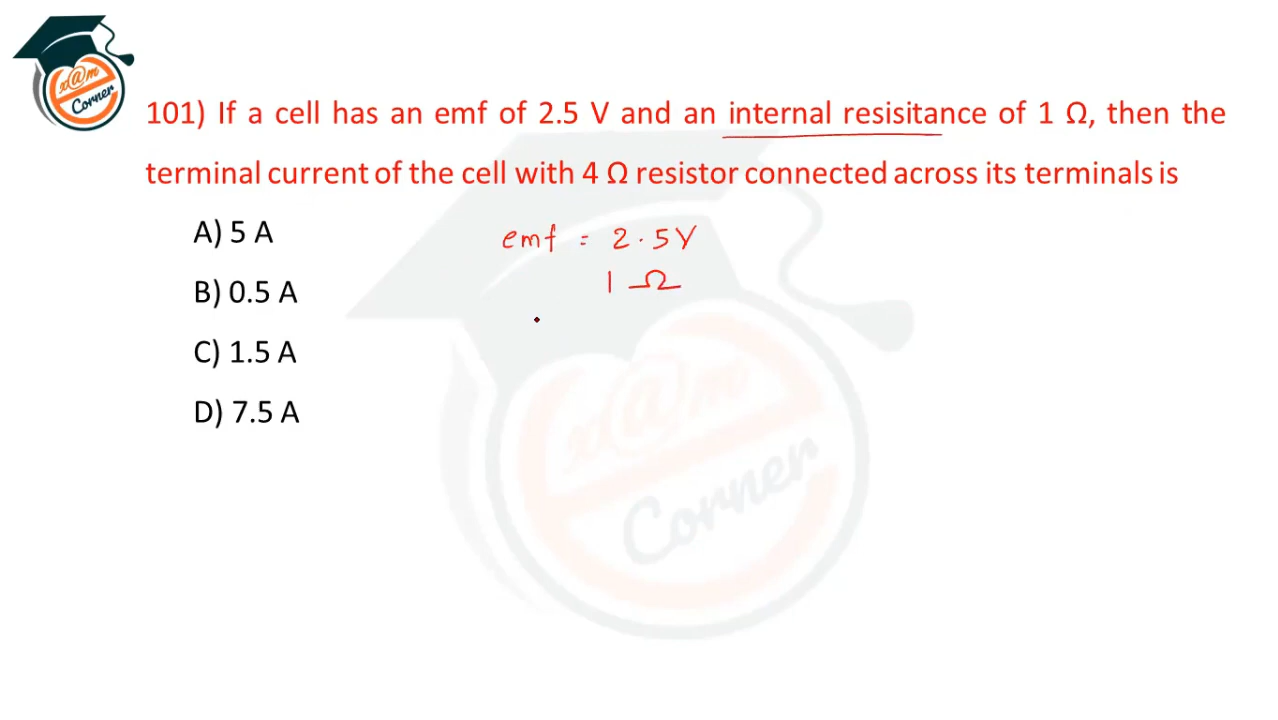 x@m
Corner
101) If a cell has an emf of 2.5 V and an internal resisitance of 1 Ω, then the
terminal current of the cell with 4 Ω resistor connected across its terminals is
A) 5 A
emf = 2.5V
B) 0.5 A
1 Ω
C) 1.5 A
D) 7.5 A
x@m
Corner